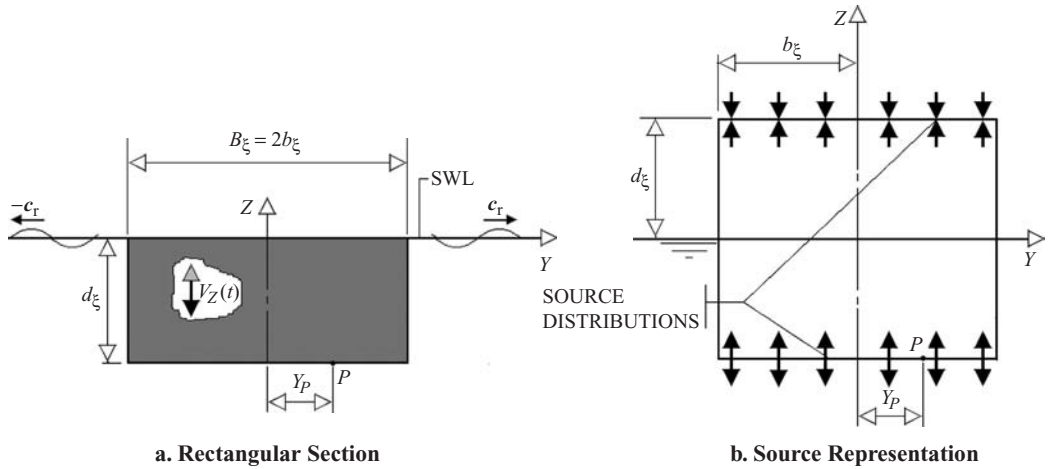 B_ξ = 2b_ξ
SWL
–c_r
Z
c_r
Y
d_ξ
V_Z(t)
P
Y_P
a. Rectangular Section
Z
b_ξ
d_ξ
Y
SOURCE
DISTRIBUTIONS
P
Y_P
b. Source Representation